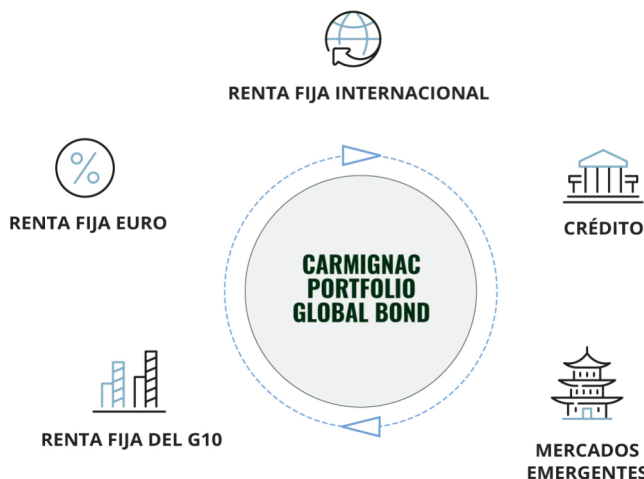 RENTA FIJA INTERNACIONAL
RENTA FIJA EURO
CRÉDITO
CARMIGNAC
PORTFOLIO
GLOBAL BOND
RENTA FIJA DEL G10
MERCADOS
EMERGENTES